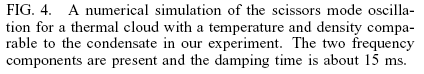 FIG. 4. A numerical simulation of the scissors mode oscilla-
tion for a thermal cloud with a temperature and density compa-
rable to the condensate in our experiment. The two frequency
components are present and the damping time is about 15 ms.